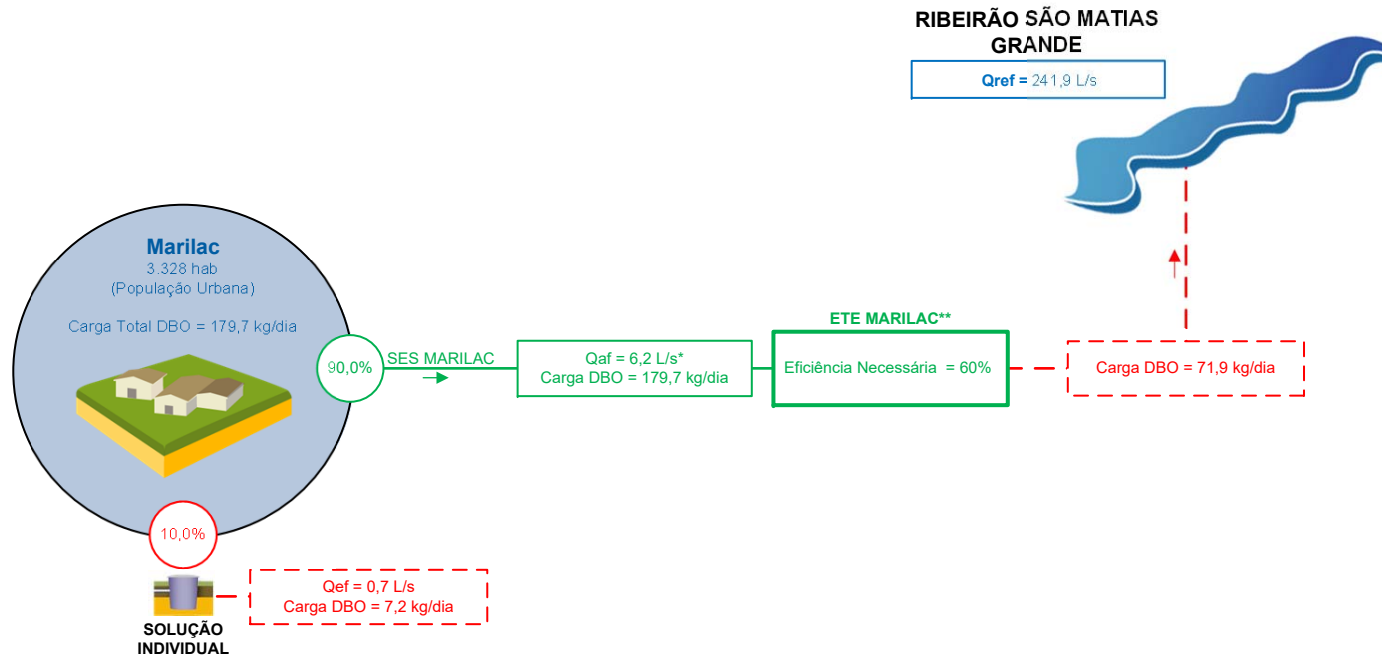 RIBEIRÃO SÃO MATIAS
GRANDE
Qref = 241,9 L/s
Marilac
3.328 hab
(População Urbana)
Carga Total DBO = 179,7 kg/dia
90,0%
SES MARILAC
Qaf = 6,2 L/s*
Carga DBO = 179,7 kg/dia
ETE MARILAC**
Eficiência Necessária = 60%
Carga DBO = 71,9 kg/dia
10,0%
Qef = 0,7 L/s
Carga DBO = 7,2 kg/dia
SOLUÇÃO
INDIVIDUAL